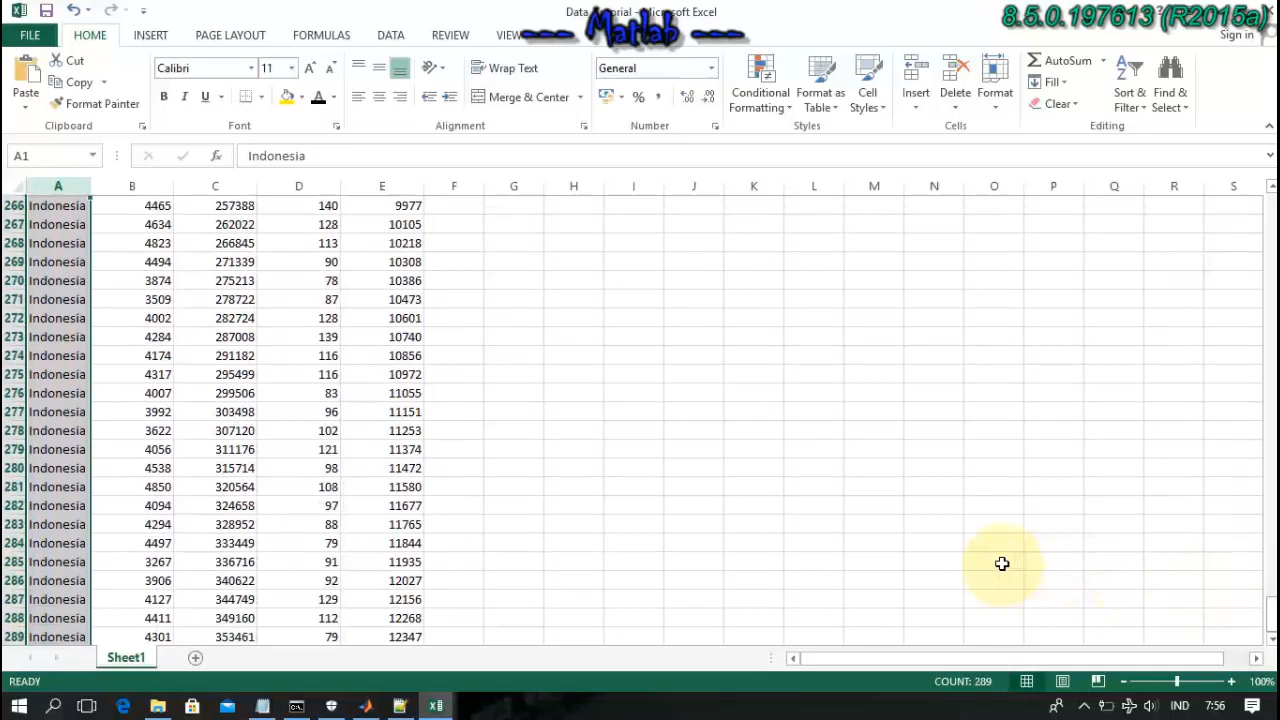 Data Tutorial - Microsoft Excel
--- Matlab ---
8.5.0.197613 (R2015a)
FILE HOME INSERT PAGE LAYOUT FORMULAS DATA REVIEW VIEW Sign in
Paste Cut Copy Format Painter
Calibri 11
B I U A
Wrap Text
Merge & Center
General
% ,
Conditional Formatting
Format as Table
Cell Styles
Insert Delete Format
AutoSum Fill Clear
Sort & Filter
Find & Select
Clipboard Font Alignment Number Styles Cells Editing
A1 fx Indonesia
A B C D E F G H I J K L M N O P Q R S
266 Indonesia 4465 257388 140 9977
267 Indonesia 4634 262022 128 10105
268 Indonesia 4823 266845 113 10218
269 Indonesia 4494 271339 90 10308
270 Indonesia 3874 275213 78 10386
271 Indonesia 3509 278722 87 10473
272 Indonesia 4002 282724 128 10601
273 Indonesia 4284 287008 139 10740
274 Indonesia 4174 291182 116 10856
275 Indonesia 4317 295499 116 10972
276 Indonesia 4007 299506 83 11055
277 Indonesia 3992 303498 96 11151
278 Indonesia 3622 307120 102 11253
279 Indonesia 4056 311176 121 11374
280 Indonesia 4538 315714 98 11472
281 Indonesia 4850 320564 108 11580
282 Indonesia 4094 324658 97 11677
283 Indonesia 4294 328952 88 11765
284 Indonesia 4497 333449 79 11844
285 Indonesia 3267 336716 91 11935
286 Indonesia 3906 340622 92 12027
287 Indonesia 4127 344749 129 12156
288 Indonesia 4411 349160 112 12268
289 Indonesia 4301 353461 79 12347
Sheet1
READY COUNT: 289 100%
IND 7:56